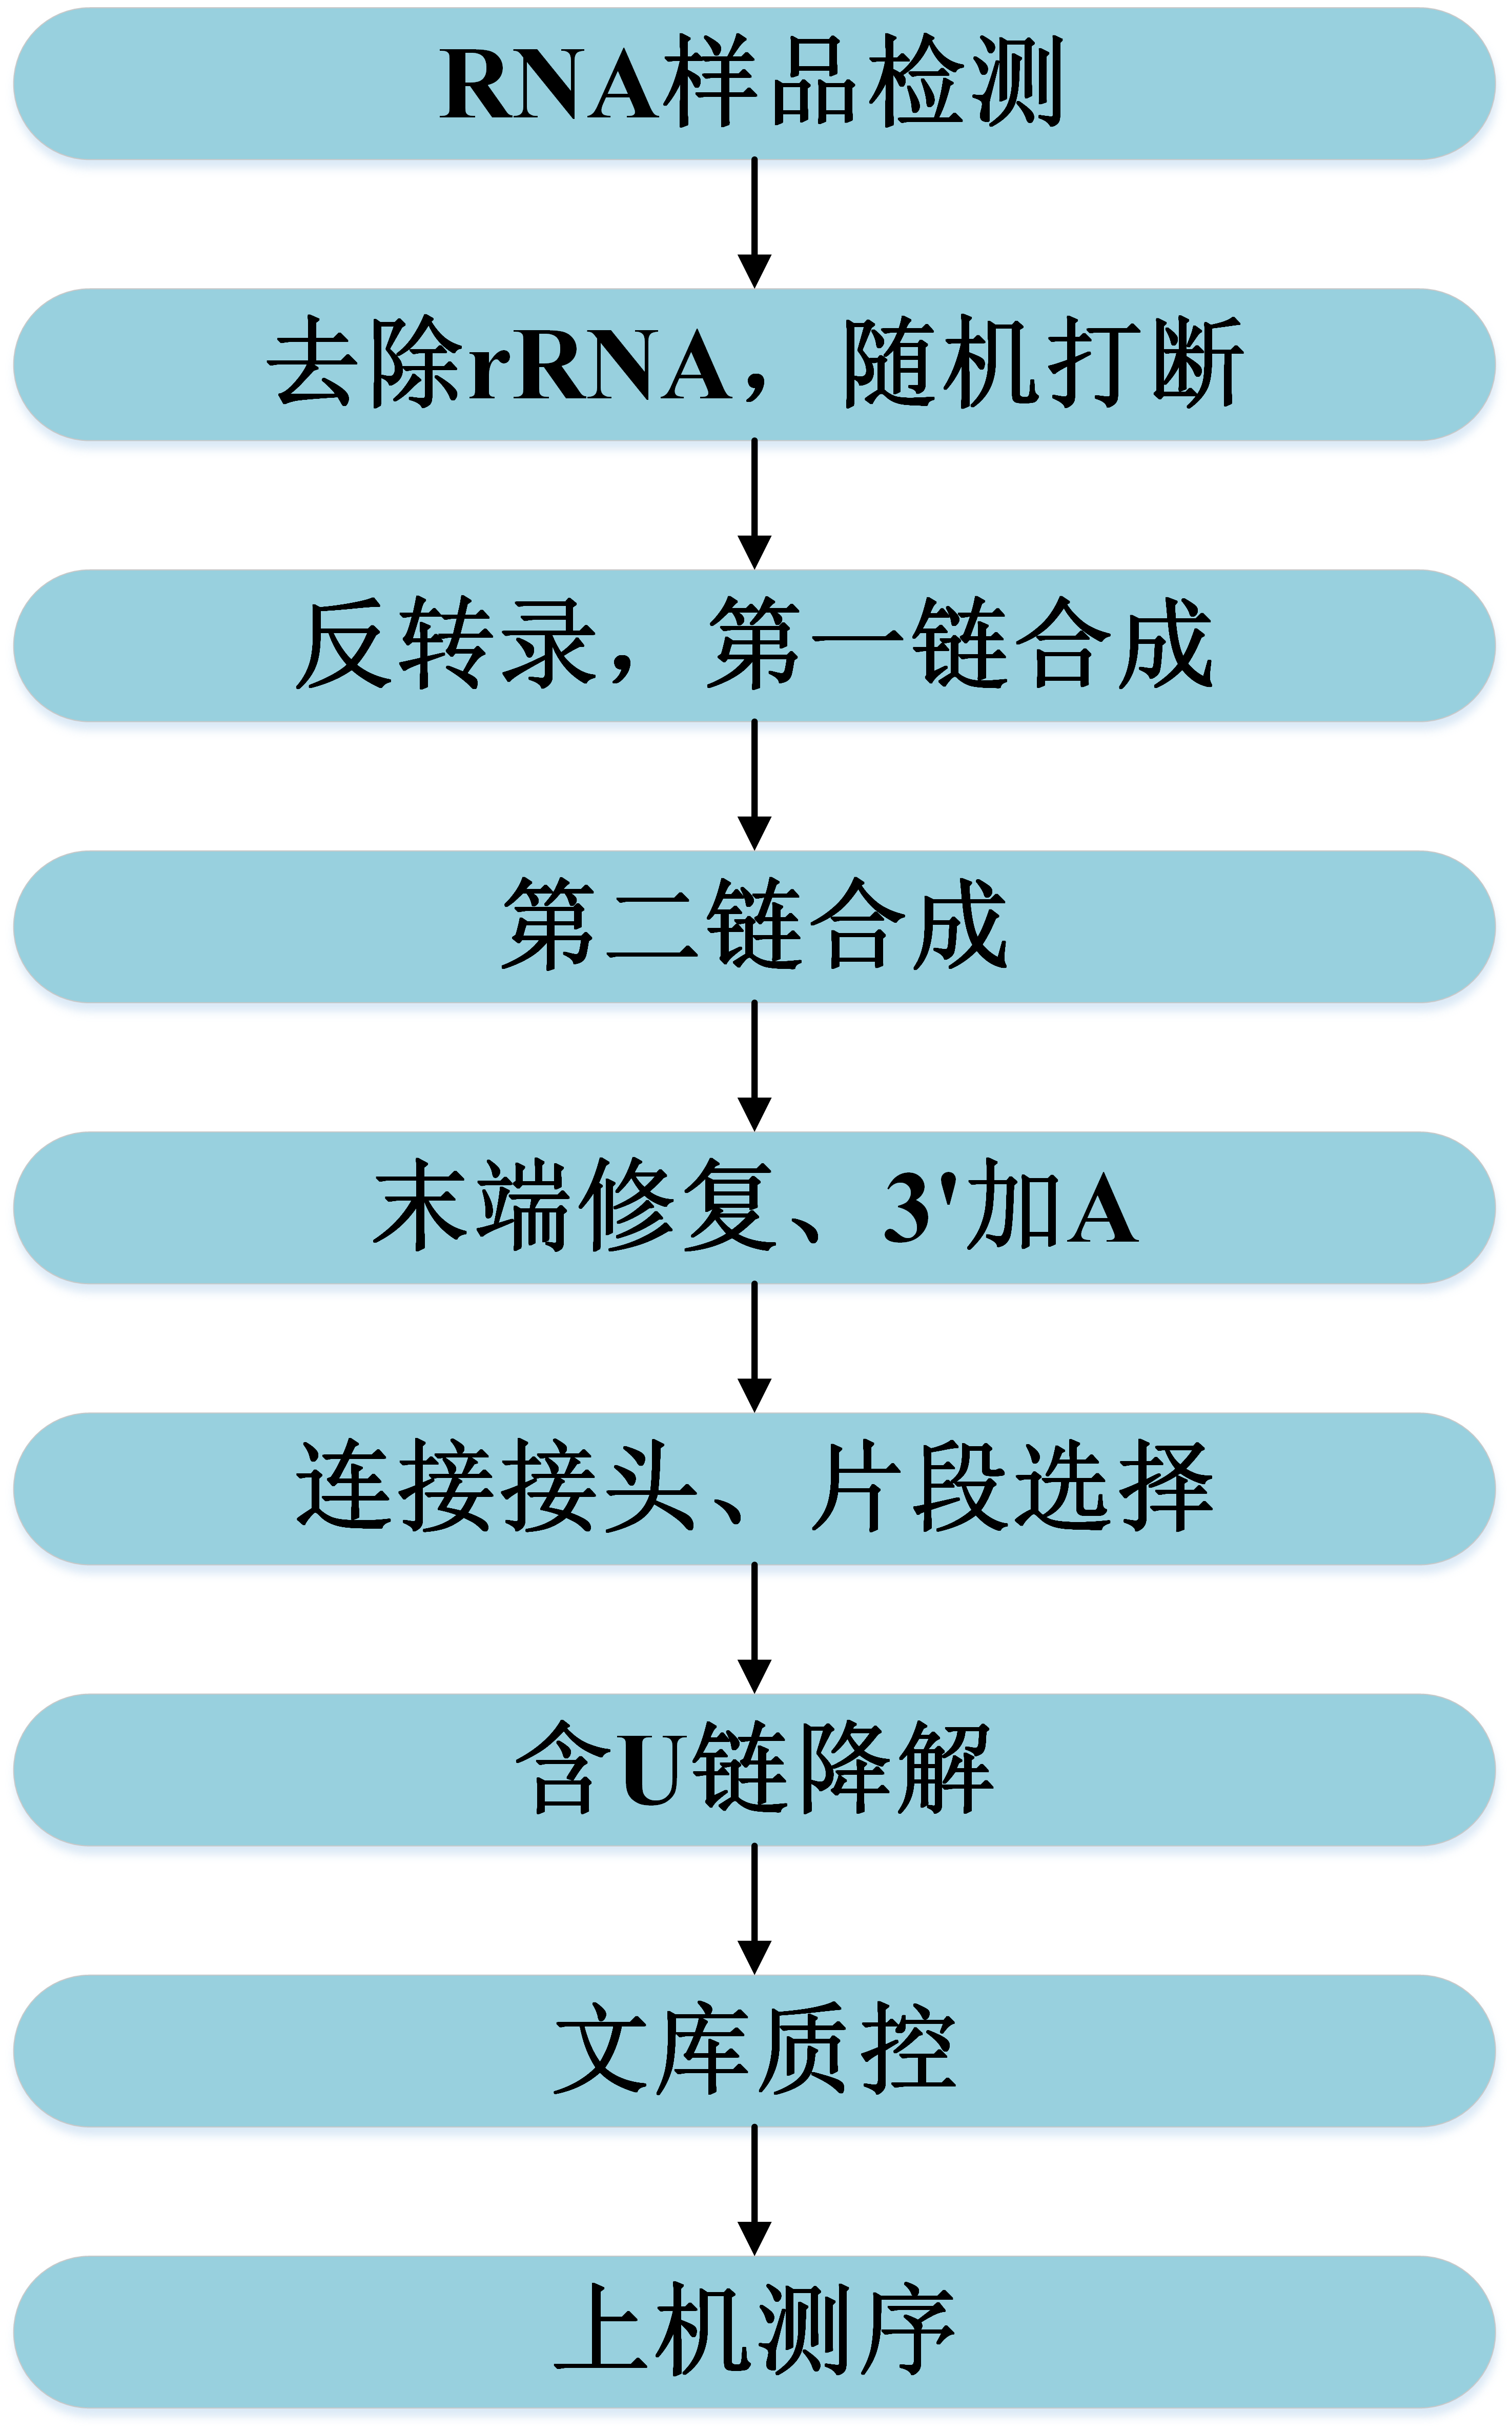 RNA样品检测
去除rRNA，随机打断
反转录，第一链合成
第二链合成
末端修复、3'加A
连接接头、片段选择
含U链降解
文库质控
上机测序